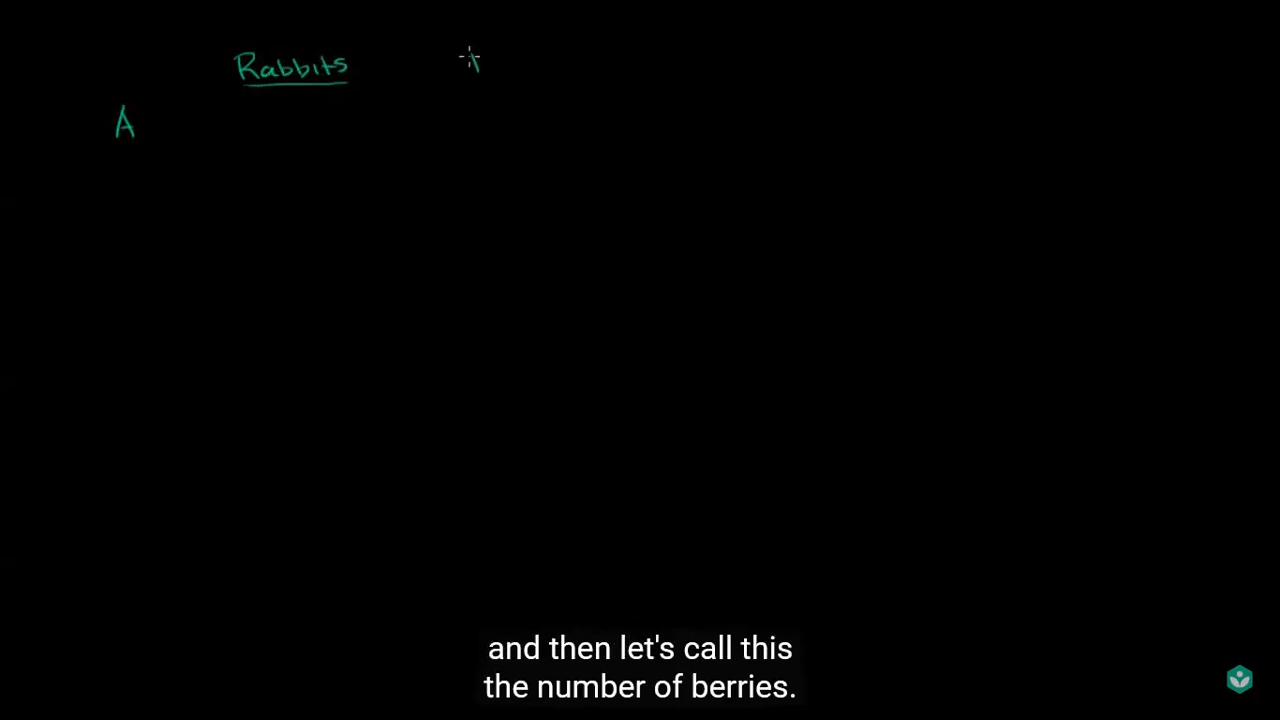 Rabbits
A
and then let's call this
the number of berries.